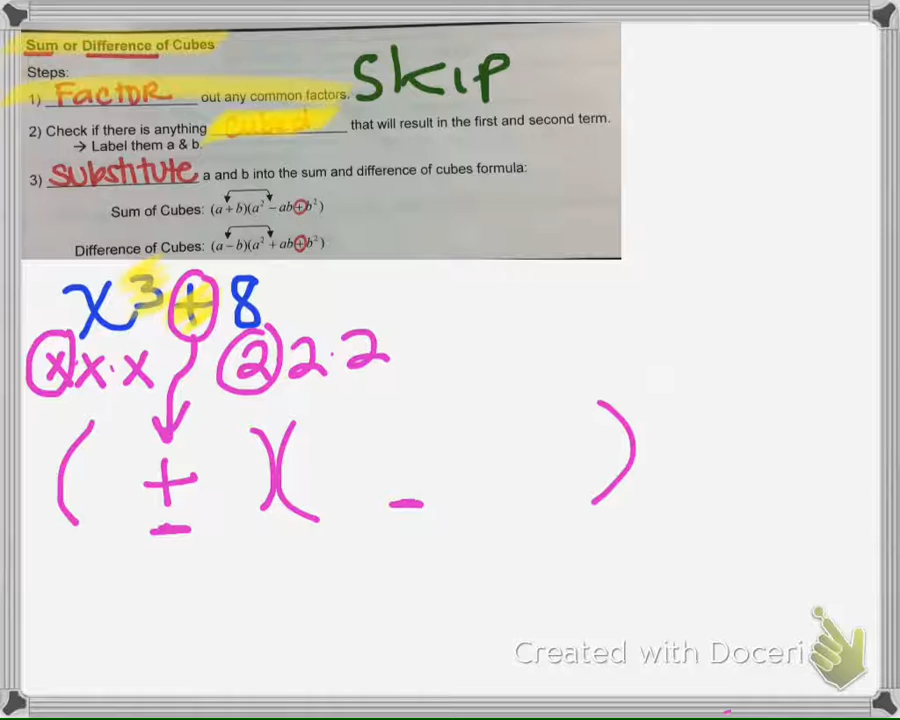 Sum or Difference of Cubes
Steps:
1) Factor out any common factors.
Skip
2) Check if there is anything cubed that will result in the first and second term.
→ Label them a & b.
3) substitute a and b into the sum and difference of cubes formula:
Sum of Cubes: (a + b)(a² − ab + b²)
Difference of Cubes: (a − b)(a² + ab + b²)
x³ + 8
x·x·x 2 2·2
( + )( − )
Created with Doceri